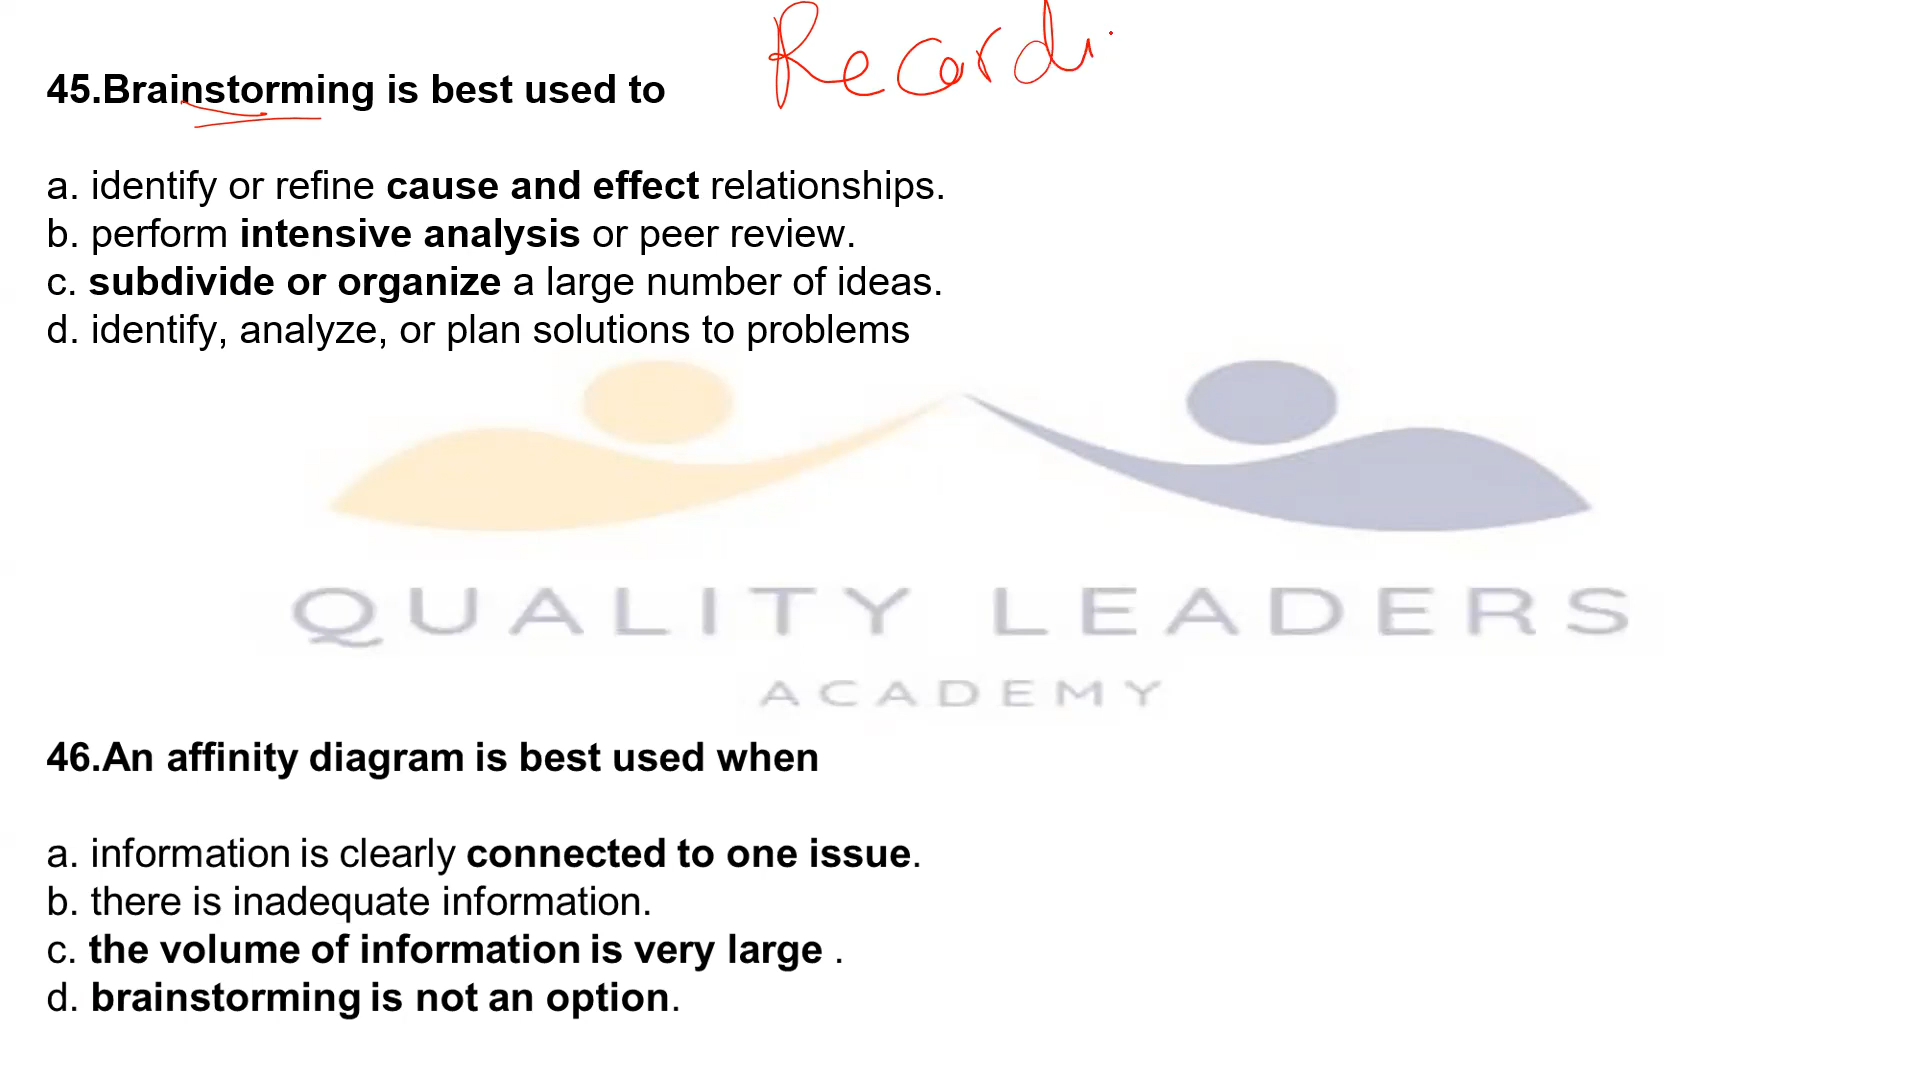 Recordi
45.Brainstorming is best used to
a. identify or refine cause and effect relationships.
b. perform intensive analysis or peer review.
c. subdivide or organize a large number of ideas.
d. identify, analyze, or plan solutions to problems
QUALITY LEADERS
ACADEMY
46.An affinity diagram is best used when
a. information is clearly connected to one issue.
b. there is inadequate information.
c. the volume of information is very large .
d. brainstorming is not an option.